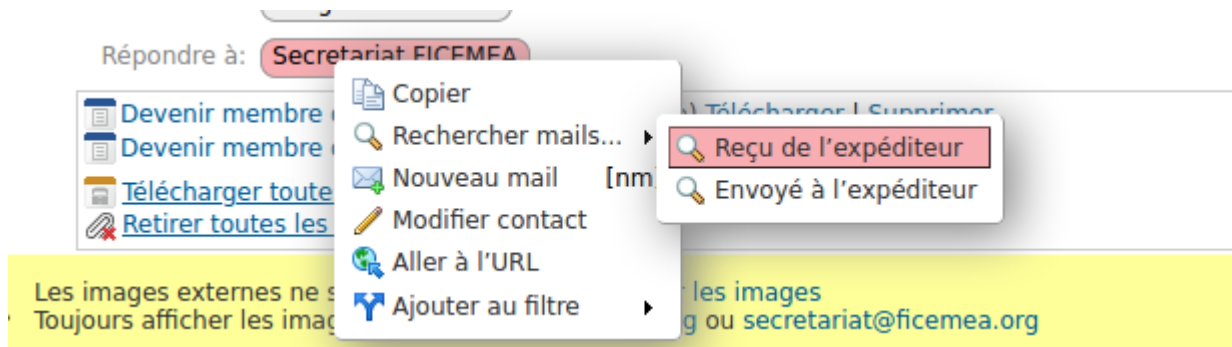 Répondre à: Secretariat FICEMEA
Copier
Devenir membre Télécharger | Supprimer
Rechercher mails...
Reçu de l’expéditeur
Devenir membre
Nouveau mail [nm]
Envoyé à l’expéditeur
Télécharger toute
Modifier contact
Retirer toutes les
Aller à l’URL
Les images externes ne les images
Ajouter au filtre
Toujours afficher les ou secretariat@ficemea.org